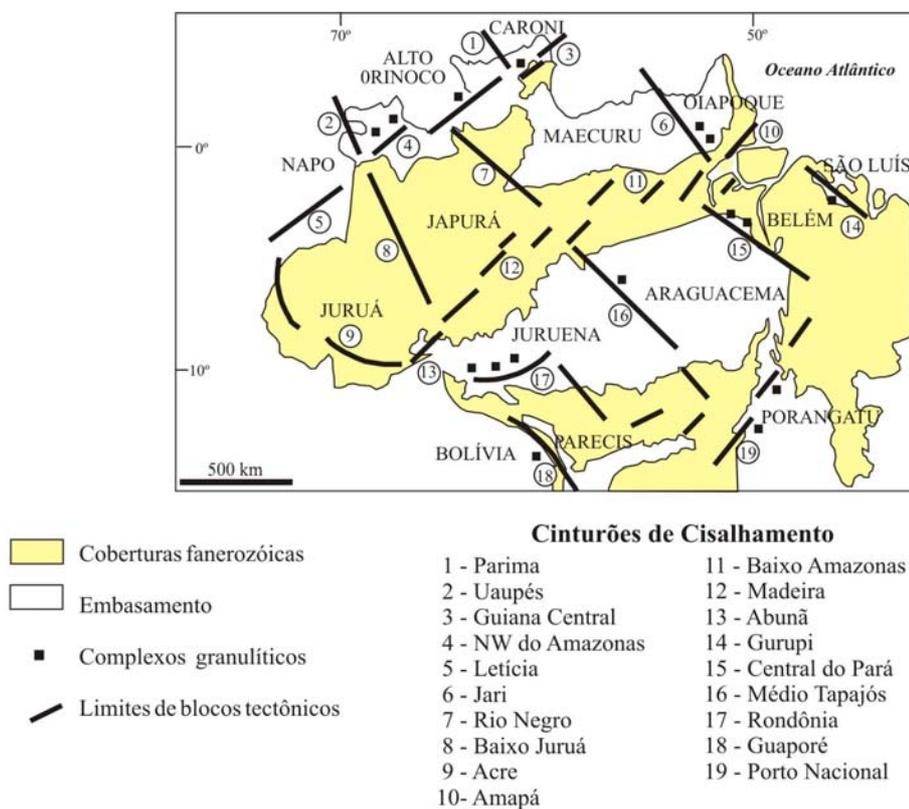 70º
50º
CARONI
1
3
ALTO
0RINOCO
Oceano Atlântico
OIAPOQUE
6
2
4
MAECURU
10
0º
NAPO
7
11
SÃO LUÍS
5
JAPURÁ
BELÉM
14
8
12
15
ARAGUACEMA
16
JURUÁ
9
JURUENA
10º
13
17
PORANGATU
BOLÍVIA
PARECIS
19
18
500 km
Coberturas fanerozóicas
Embasamento
Complexos granulíticos
Limites de blocos tectônicos
Cinturões de Cisalhamento
1 - Parima
2 - Uaupés
3 - Guiana Central
4 - NW do Amazonas
5 - Letícia
6 - Jari
7 - Rio Negro
8 - Baixo Juruá
9 - Acre
10- Amapá
11 - Baixo Amazonas
12 - Madeira
13 - Abunã
14 - Gurupi
15 - Central do Pará
16 - Médio Tapajós
17 - Rondônia
18 - Guaporé
19 - Porto Nacional